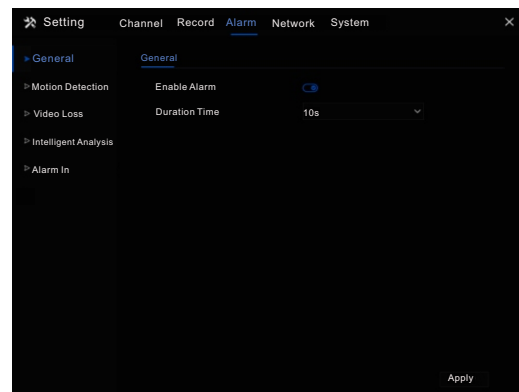 Setting Channel Record Alarm Network System
General
Motion Detection
Video Loss
Intelligent Analysis
Alarm In
General
Enable Alarm
Duration Time 10s
Apply